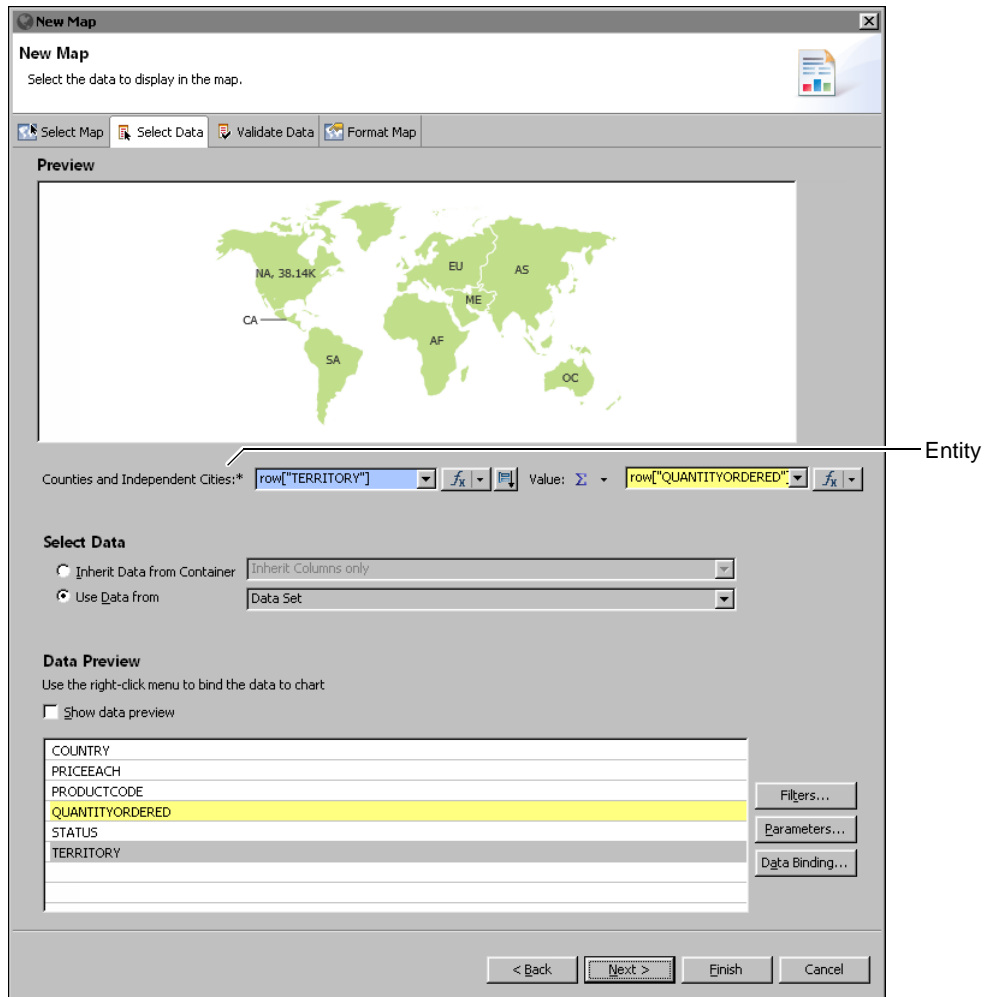 New Map
New Map
Select the data to display in the map.
Select Map
Select Data
Validate Data
Format Map
Preview
NA, 38.14K
EU
AS
ME
CA
AF
SA
OC
Entity
Counties and Independent Cities:* row["TERRITORY"] fx Value: Σ row["QUANTITYORDERED"] fx
Select Data
Inherit Data from Container Inherit Columns only
Use Data from Data Set
Data Preview
Use the right-click menu to bind the data to chart
Show data preview
COUNTRY
PRICEEACH
PRODUCTCODE
QUANTITYORDERED
STATUS
TERRITORY
Filters...
Parameters...
Data Binding...
< Back
Next >
Finish
Cancel